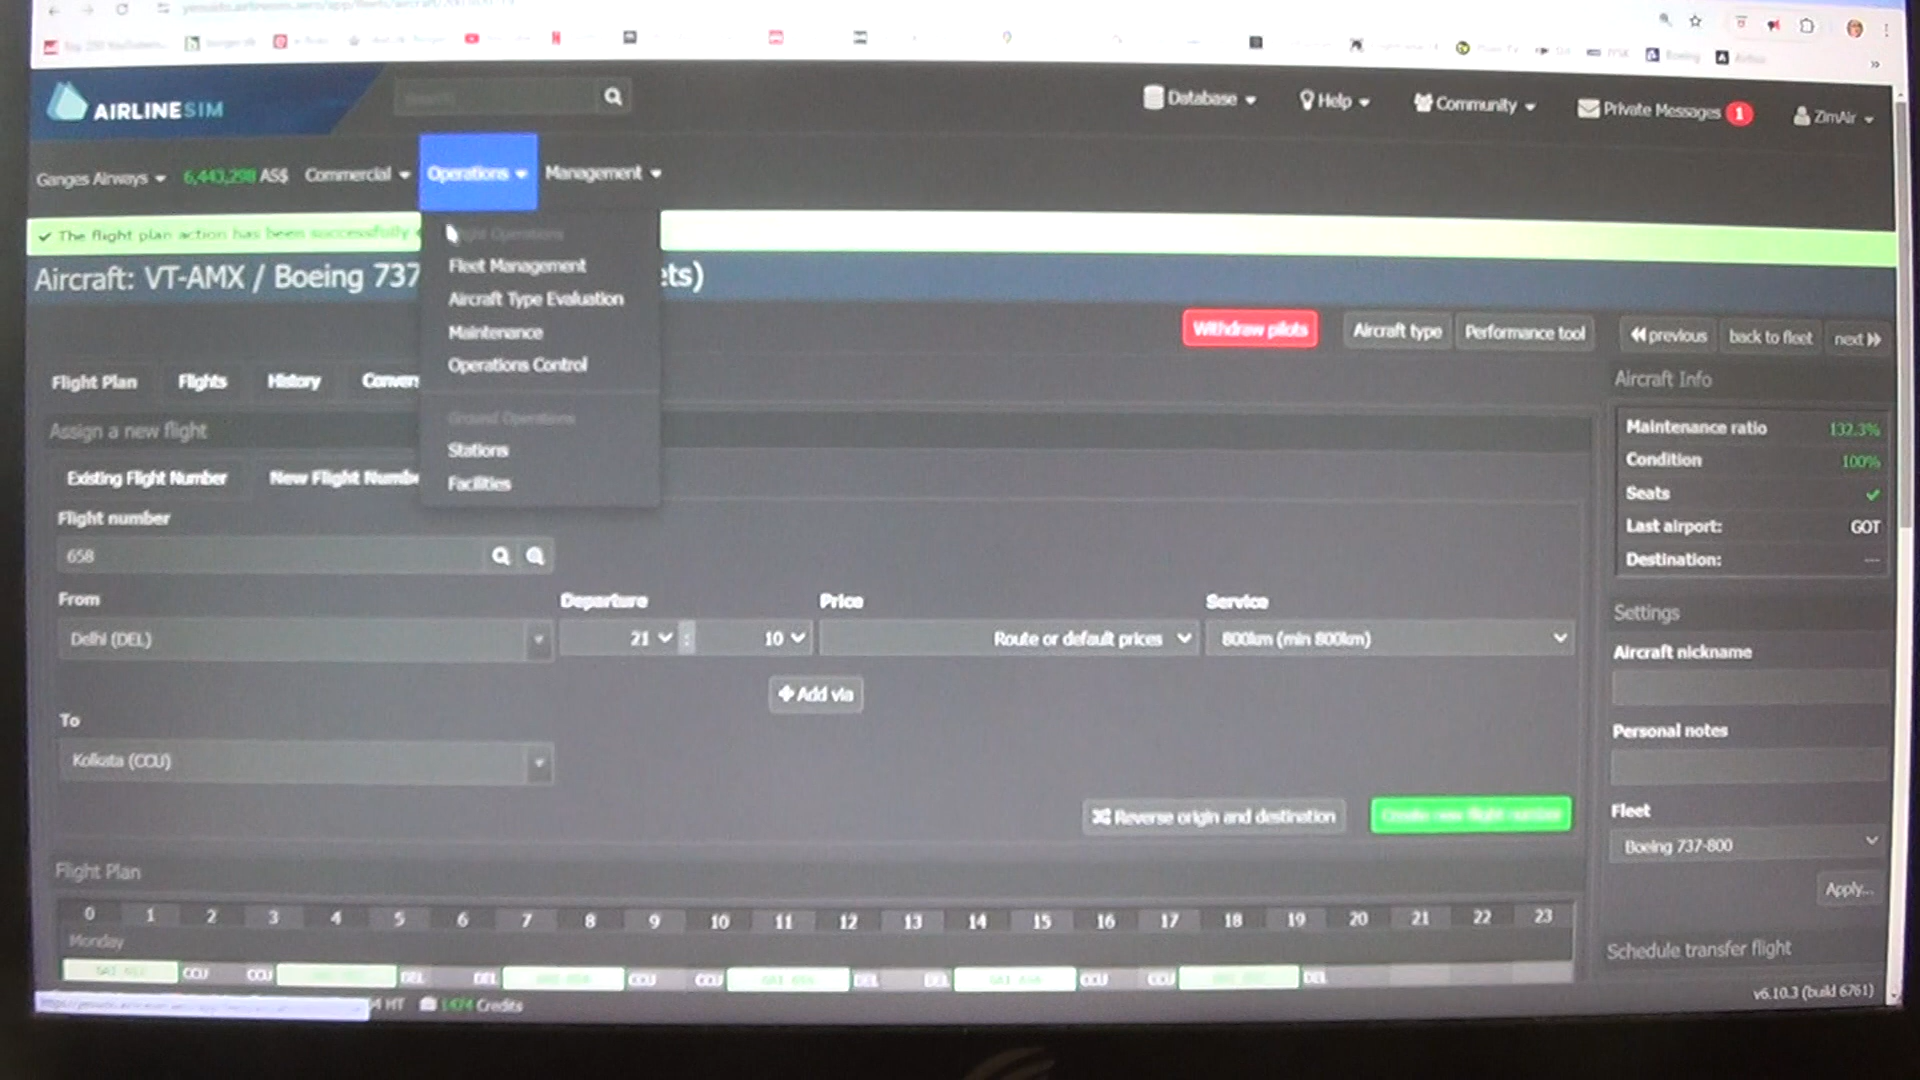 AIRLINESIM
Database
Help
Community
Private Messages 1
ZimAir
Ganges Airways
6,443,298 AS$
Commercial
Operations
Management
The flight plan action has been successfully
Operations
Fleet Management
Aircraft Type Evaluation
Maintenance
Operations Control
Ground Operations
Stations
Facilities
Aircraft: VT-AMX / Boeing 737
ets)
Withdraw pilots
Aircraft type
Performance tool
previous
back to fleet
next
Flight Plan
Flights
History
Conver
Assign a new flight
Existing Flight Number
New Flight Numbe
Flight number
658
From
Departure
Price
Service
Delhi (DEL)
21 : 10
Route or default prices
800km (min 800km)
Add via
To
Kolkata (CCU)
Reverse origin and destination
Create new flight number
Flight Plan
0 1 2 3 4 5 6 7 8 9 10 11 12 13 14 15 16 17 18 19 20 21 22 23
Monday
CCU CCU DEL DEL CCU CCU DEL DEL CCU CCU DEL
Credits
Aircraft Info
Maintenance ratio 132.3%
Condition 100%
Seats
Last airport: GOT
Destination: ---
Settings
Aircraft nickname
Personal notes
Fleet
Boeing 737-800
Apply...
Schedule transfer flight
v6.10.3 (build 6761)